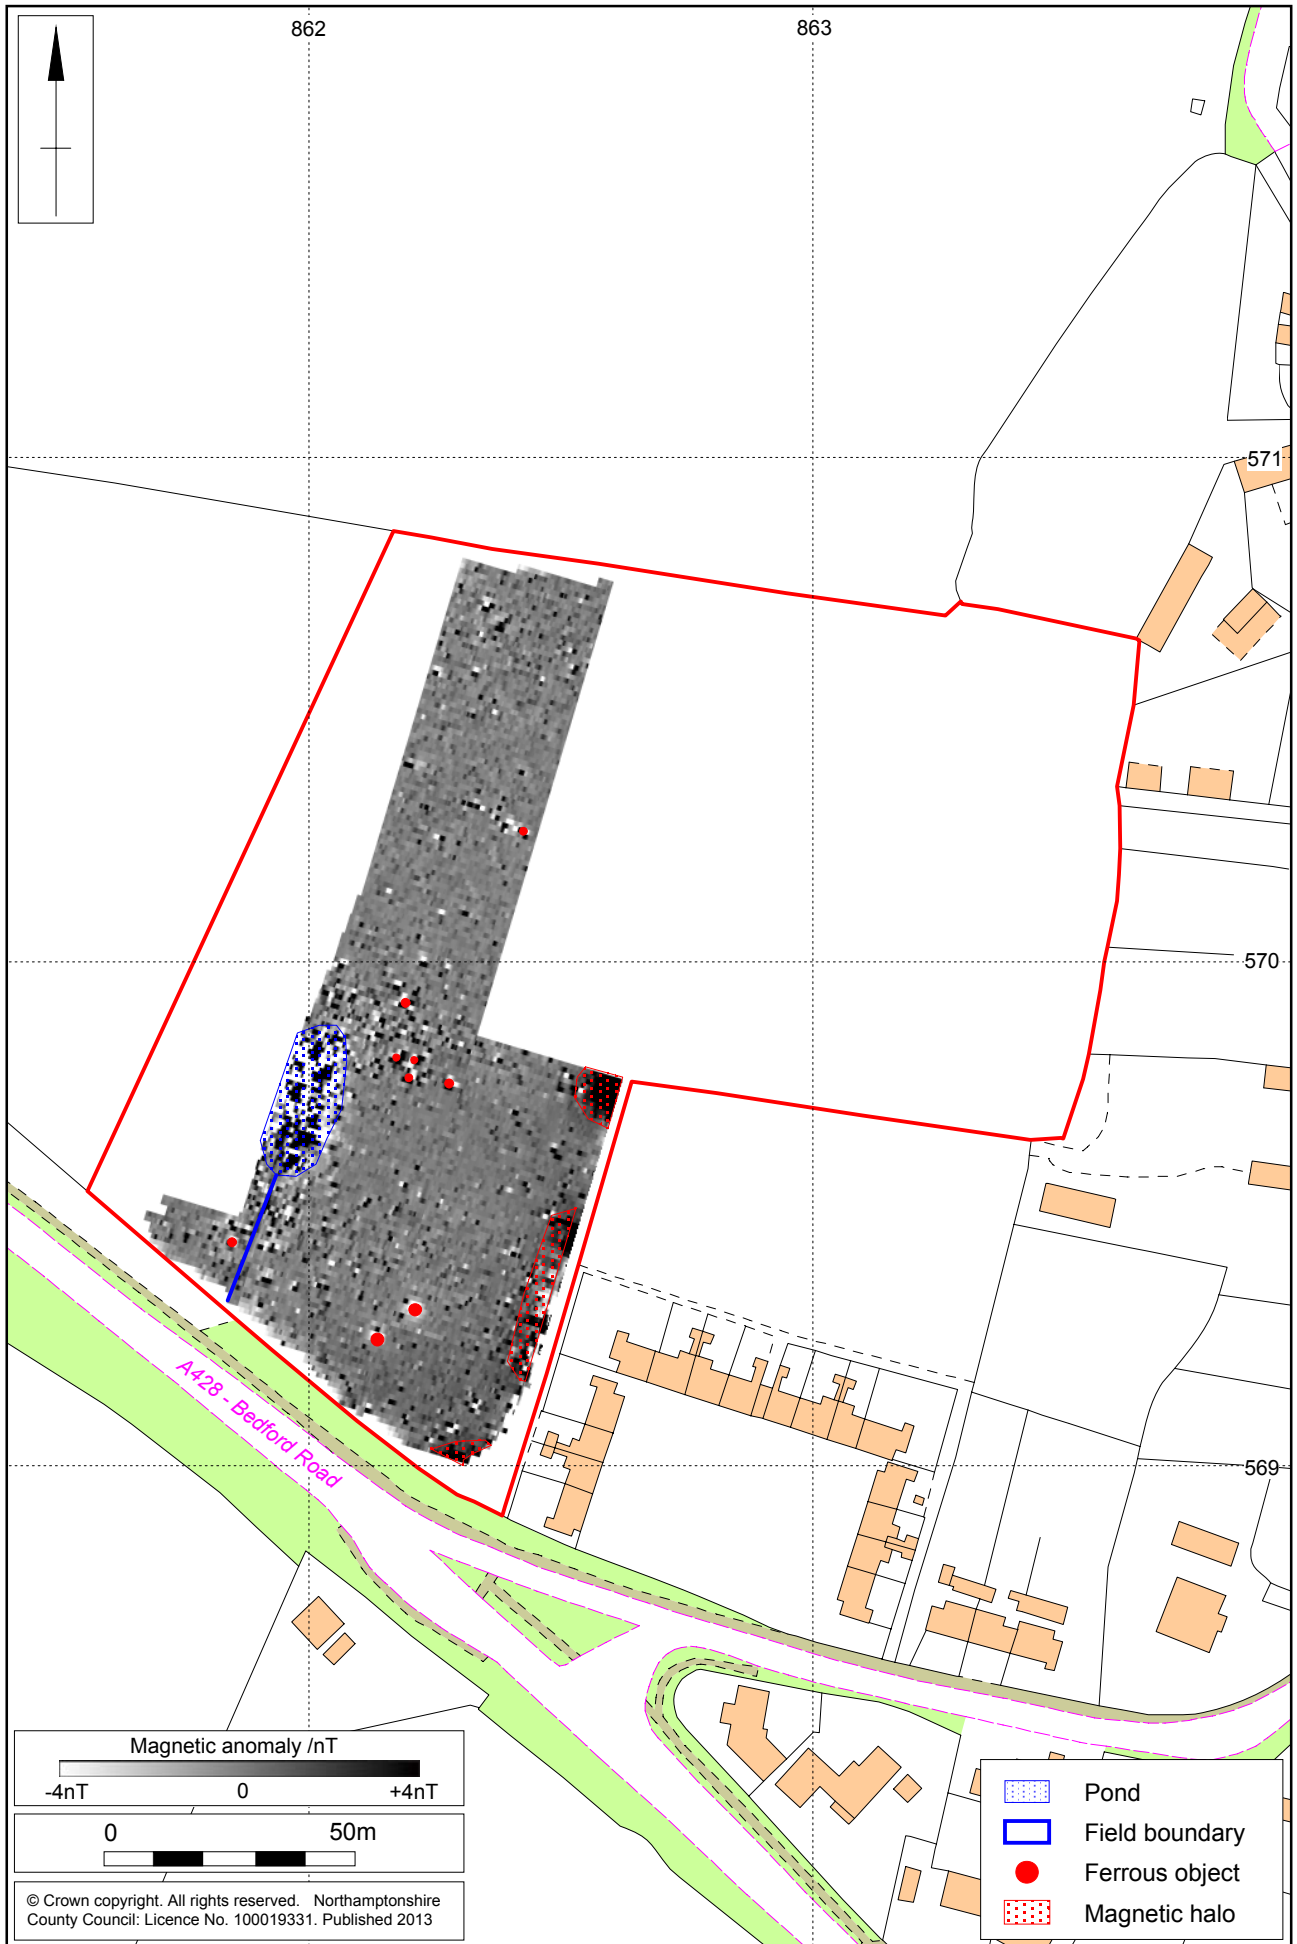 862
863
571
570
569
A428 - Bedford Road
Magnetic anomaly /nT
-4nT 0 +4nT
0 50m
© Crown copyright. All rights reserved. Northamptonshire
County Council: Licence No. 100019331. Published 2013
Pond
Field boundary
Ferrous object
Magnetic halo